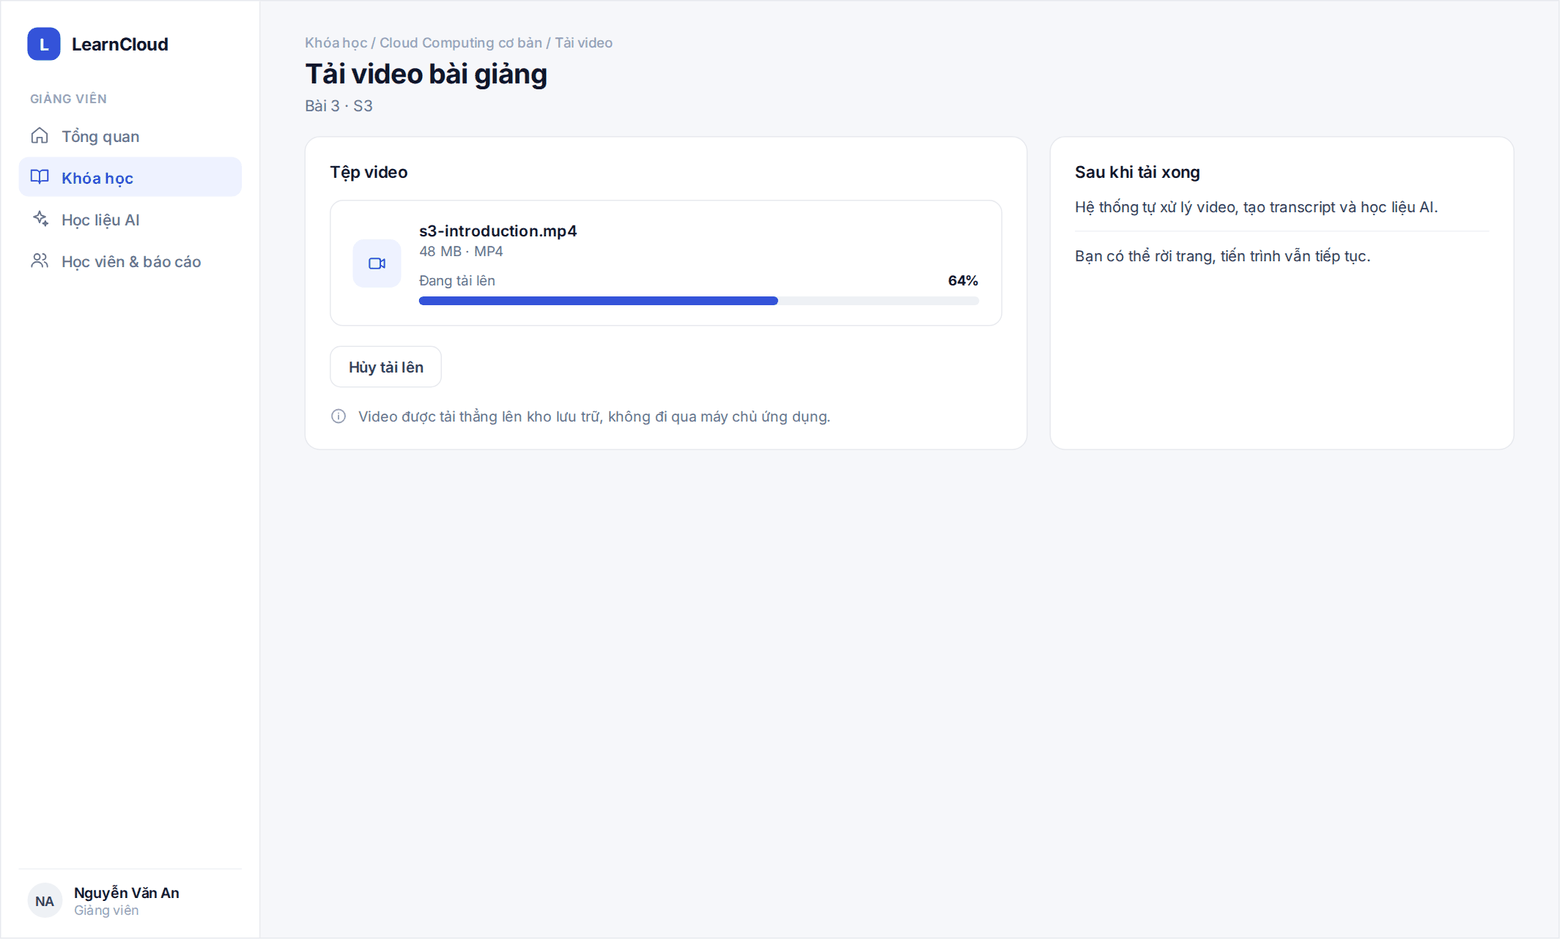 L LearnCloud
GIẢNG VIÊN
Tổng quan
Khóa học
Học liệu AI
Học viên & báo cáo
NA
Nguyễn Văn An
Giảng viên
Khóa học / Cloud Computing cơ bản / Tải video
Tải video bài giảng
Bài 3 · S3
Tệp video
s3-introduction.mp4
48 MB · MP4
Đang tải lên 64%
Hủy tải lên
Video được tải thẳng lên kho lưu trữ, không đi qua máy chủ ứng dụng.
Sau khi tải xong
Hệ thống tự xử lý video, tạo transcript và học liệu AI.
Bạn có thể rời trang, tiến trình vẫn tiếp tục.